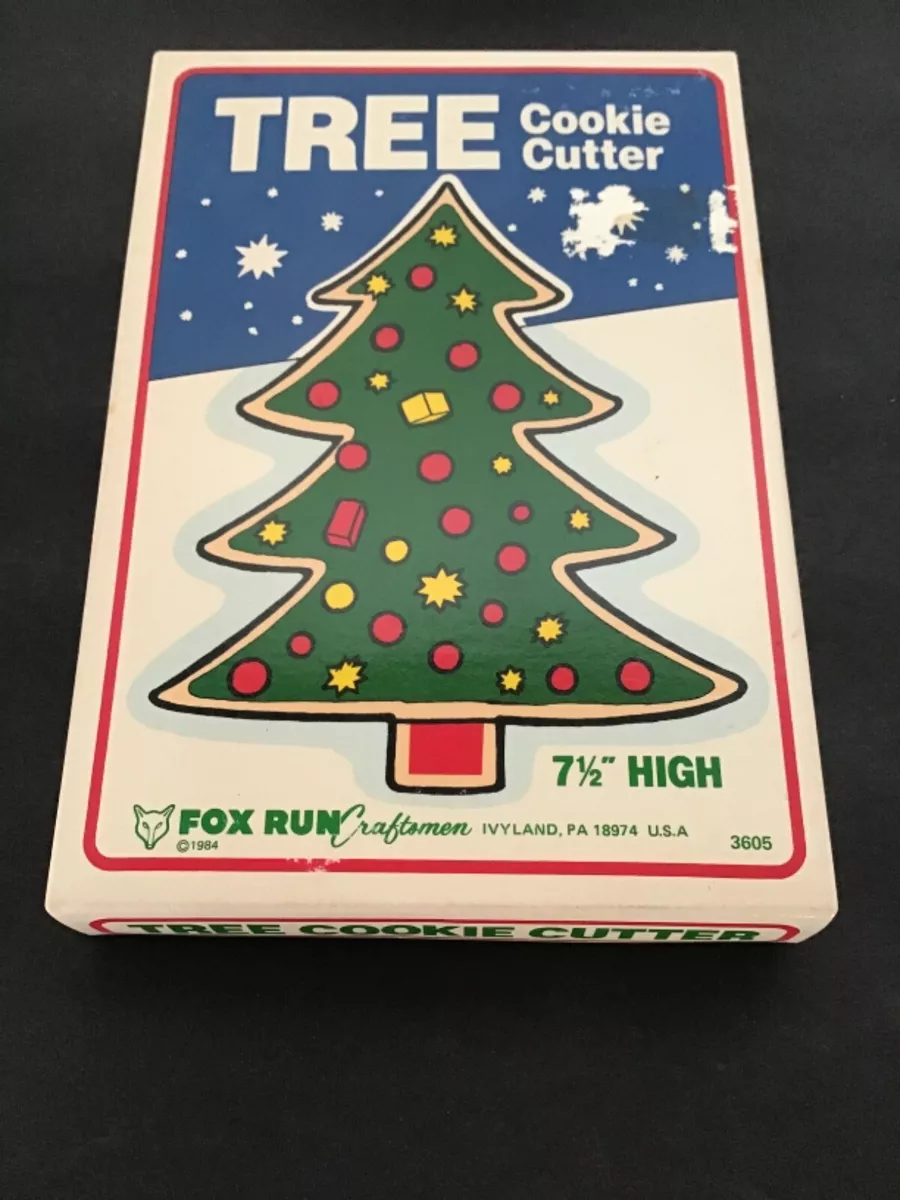 TREE Cookie
Cutter
7½" HIGH
FOX RUN Craftsmen IVYLAND, PA 18974 U.S.A
©1984
3605
TREE COOKIE CUTTER